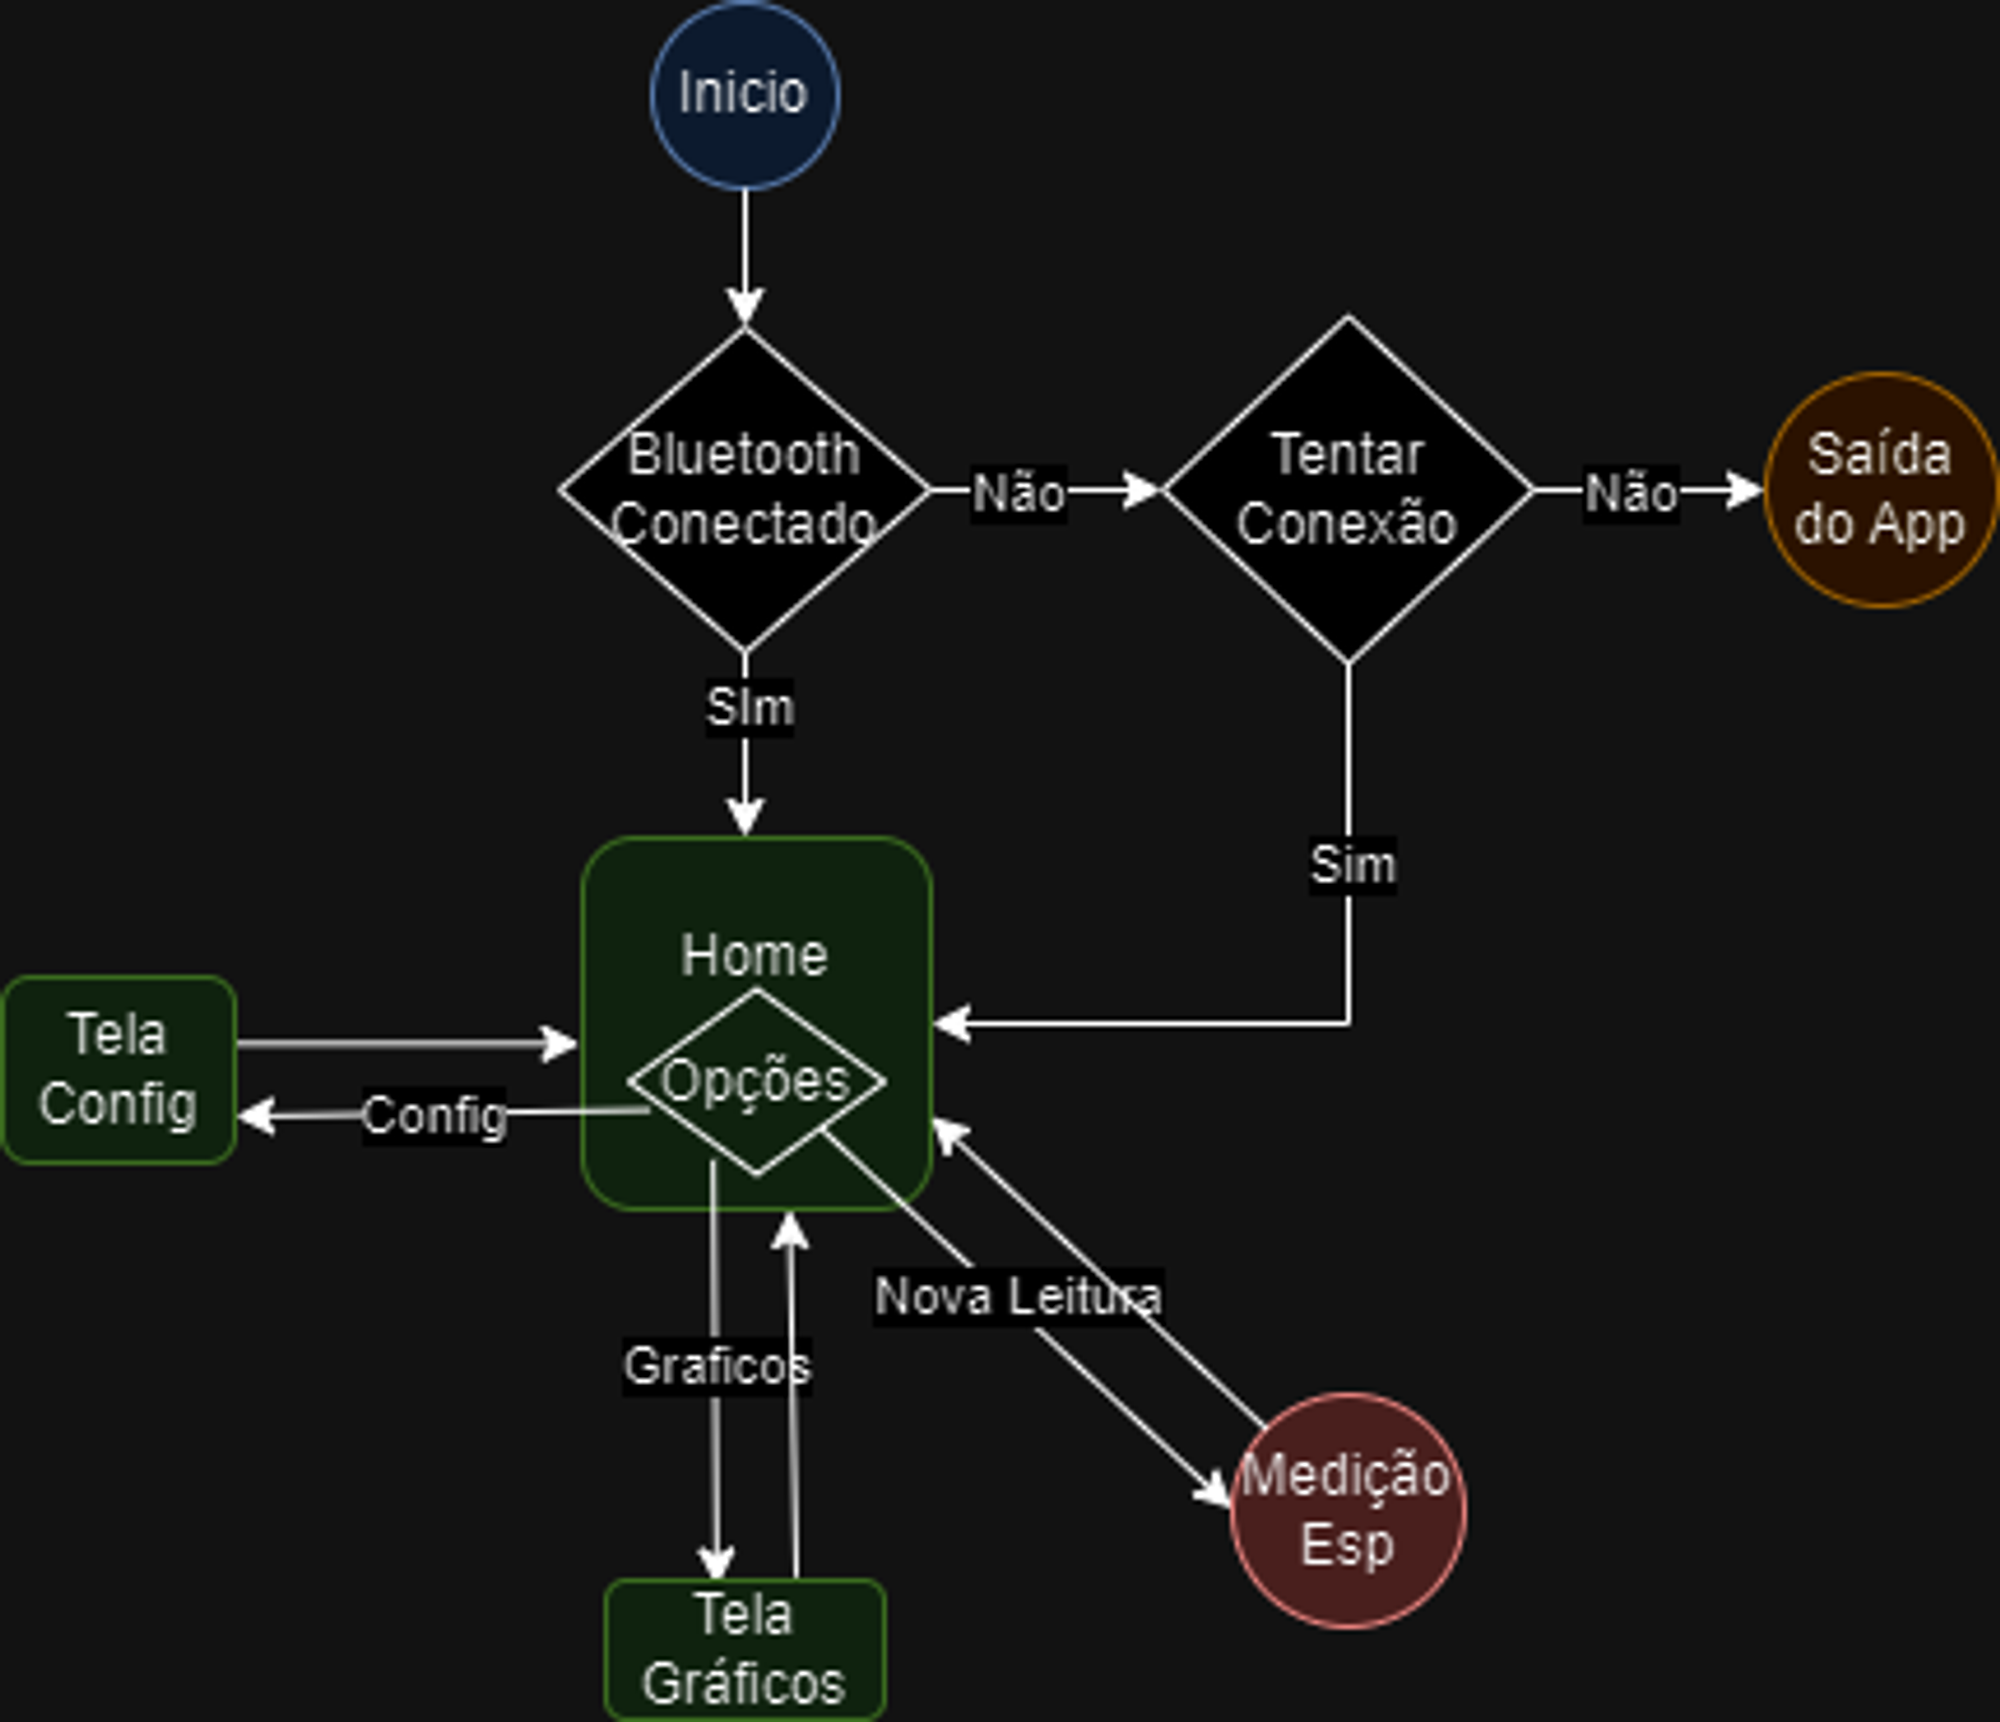 Inicio
Bluetooth
Conectado
Não
Tentar
Conexão
Não
Saída
do App
SIm
Sim
Home
Opções
Tela
Config
Config
Nova Leitura
Graficos
Medição
Esp
Tela
Gráficos